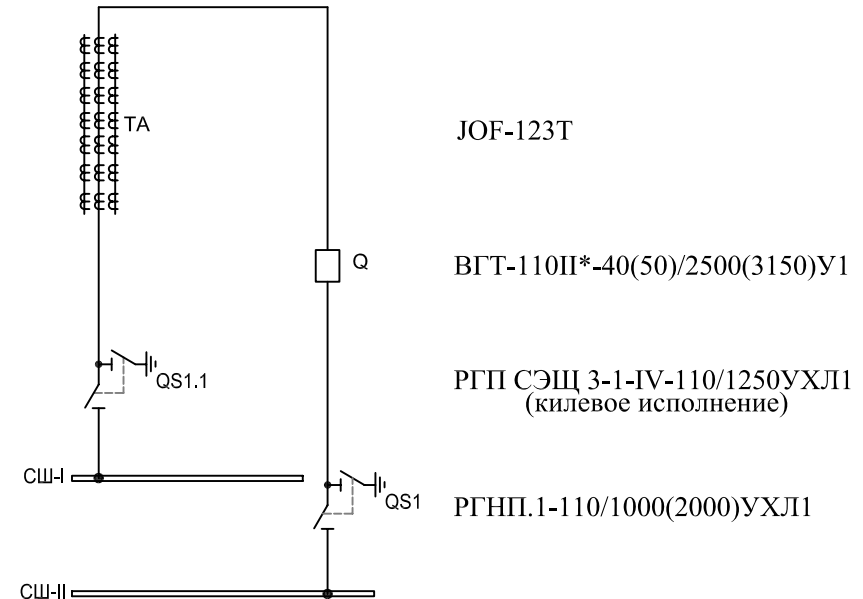 TA
JOF-123T
Q
ВГТ-110II*-40(50)/2500(3150)У1
QS1.1
РГП СЭЩ 3-1-IV-110/1250УХЛ1
(килевое исполнение)
СШ-I
QS1
РГНП.1-110/1000(2000)УХЛ1
СШ-II